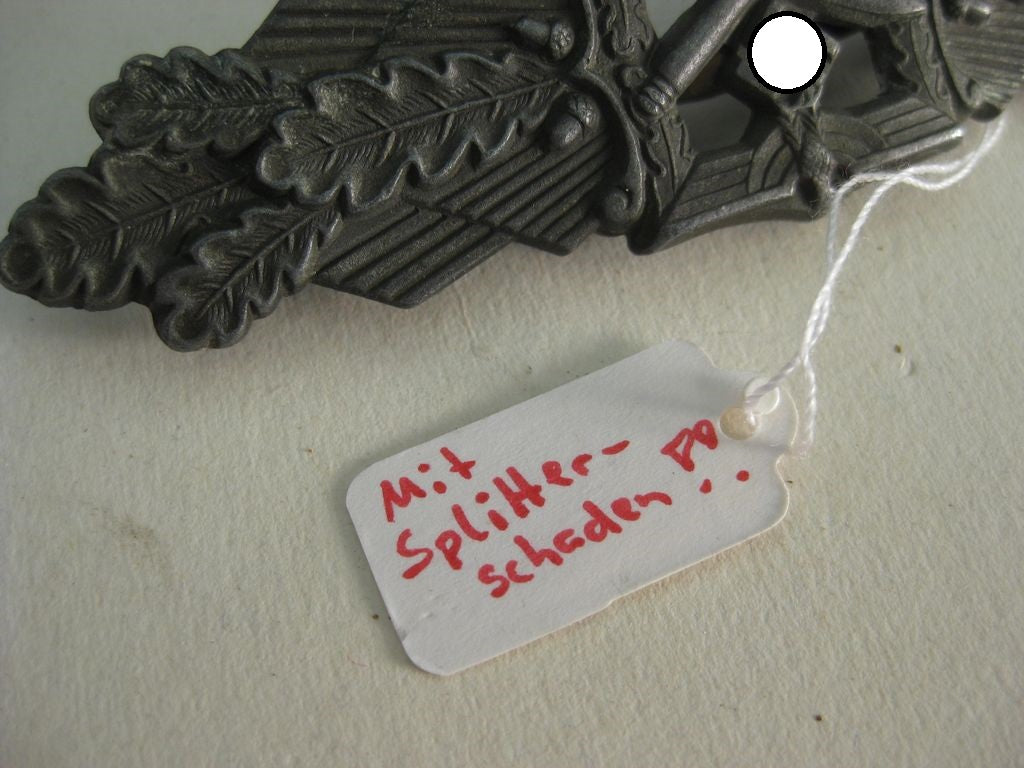 Mit
Splitter-
schaden !!